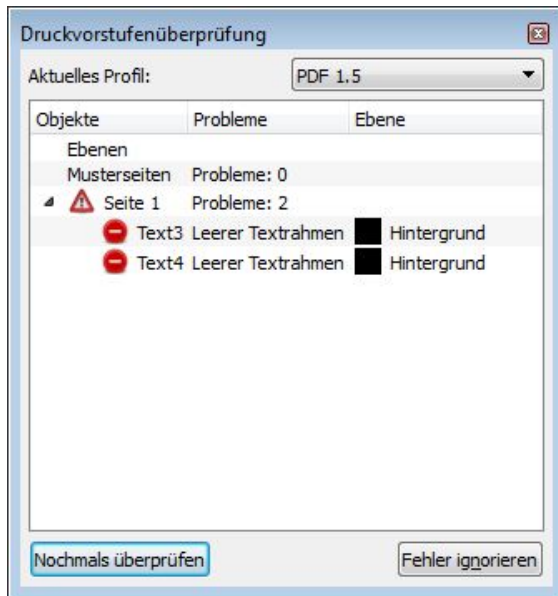 Druckvorstufenüberprüfung
Aktuelles Profil: PDF 1.5
Objekte Probleme Ebene
Ebenen
Musterseiten Probleme: 0
Seite 1 Probleme: 2
Text3 Leerer Textrahmen Hintergrund
Text4 Leerer Textrahmen Hintergrund
Nochmals überprüfen Fehler ignorieren